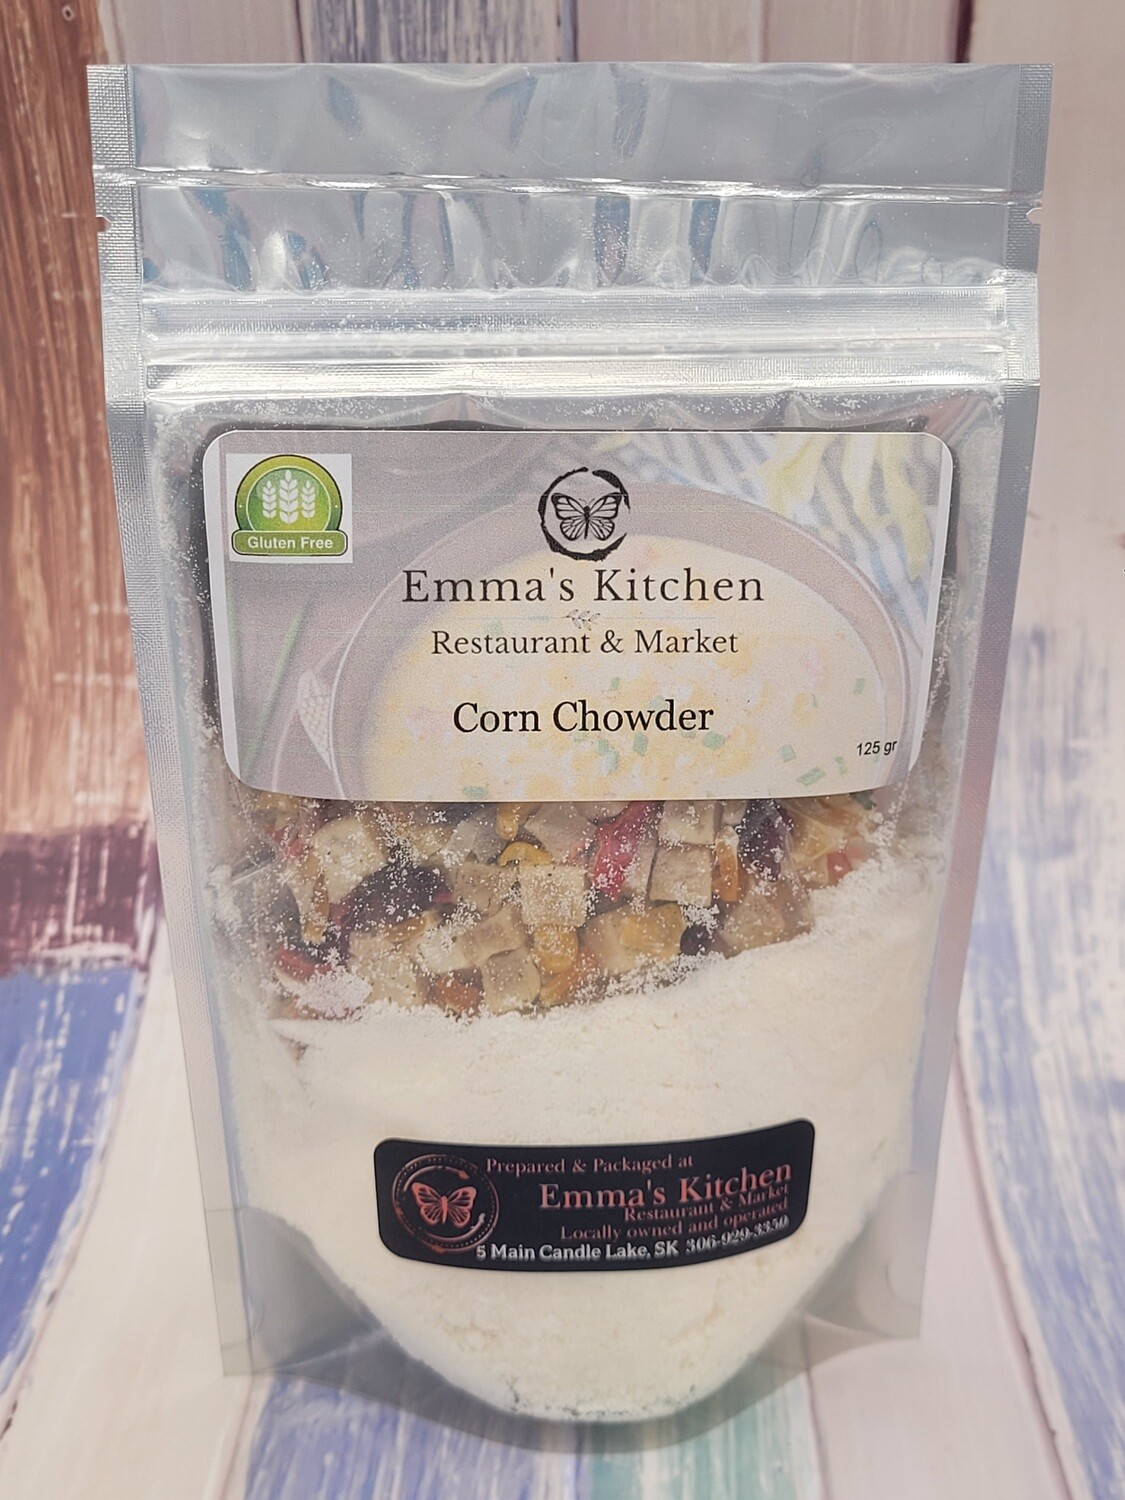 Gluten Free
Emma's Kitchen
Restaurant & Market
Corn Chowder
125 gr
Prepared & Packaged at
Emma's Kitchen
Restaurant & Market
Locally owned and operated
5 Main Candle Lake, SK 306-929-3350